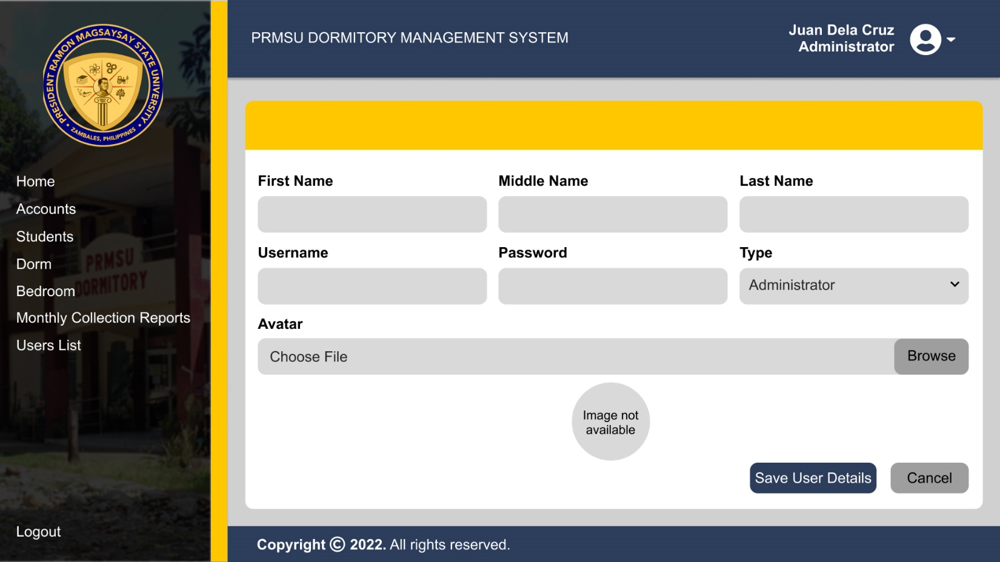 PRESIDENT RAMON MAGSAYSAY STATE UNIVERSITY
• ZAMBALES, PHILIPPINES •
Home
Accounts
Students
Dorm
Bedroom
Monthly Collection Reports
Users List
Logout
PRMSU
DORMITORY
PRMSU DORMITORY MANAGEMENT SYSTEM
Juan Dela Cruz
Administrator
First Name
Middle Name
Last Name
Username
Password
Type
Administrator
Avatar
Choose File
Browse
Image not
available
Save User Details
Cancel
Copyright © 2022. All rights reserved.